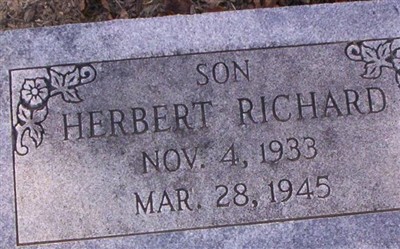 SON
HERBERT RICHARD
NOV. 4, 1933
MAR. 28, 1945